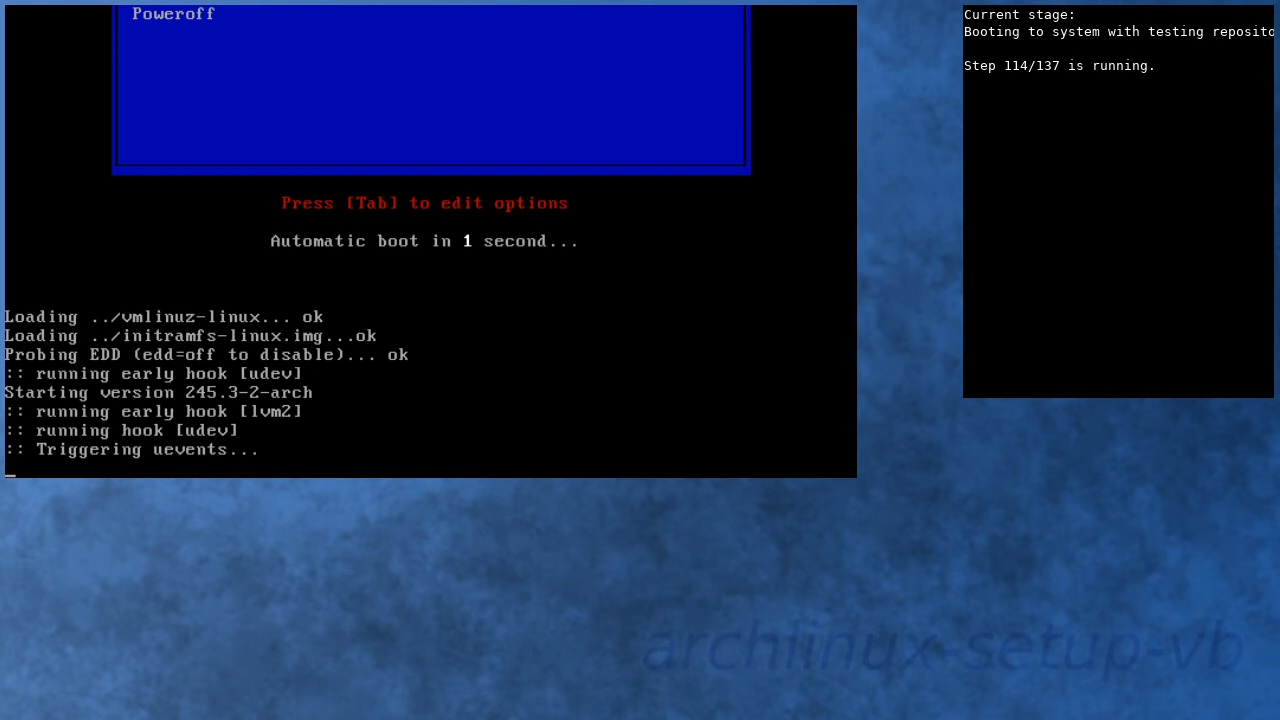 Poweroff
Press [Tab] to edit options
Automatic boot in 1 second...
Loading ../vmlinuz-linux... ok
Loading ../initramfs-linux.img...ok
Probing EDD (edd=off to disable)... ok
:: running early hook [udev]
Starting version 245.3-2-arch
:: running early hook [lvm2]
:: running hook [udev]
:: Triggering uevents...
_
Current stage:
Booting to system with testing reposito
Step 114/137 is running.
archlinux-setup-vb